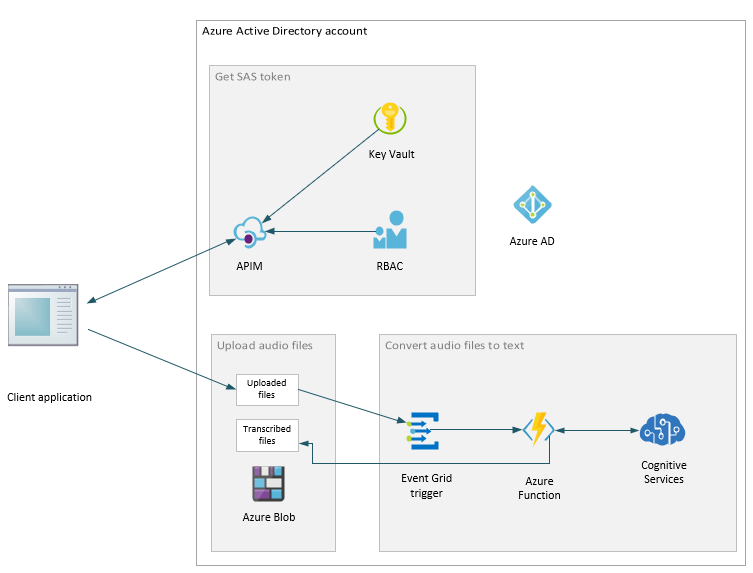 Azure Active Directory account
Get SAS token
Key Vault
APIM
RBAC
Azure AD
Client application
Upload audio files
Uploaded
files
Transcribed
files
Azure Blob
Convert audio files to text
Event Grid
trigger
Azure
Function
Cognitive
Services